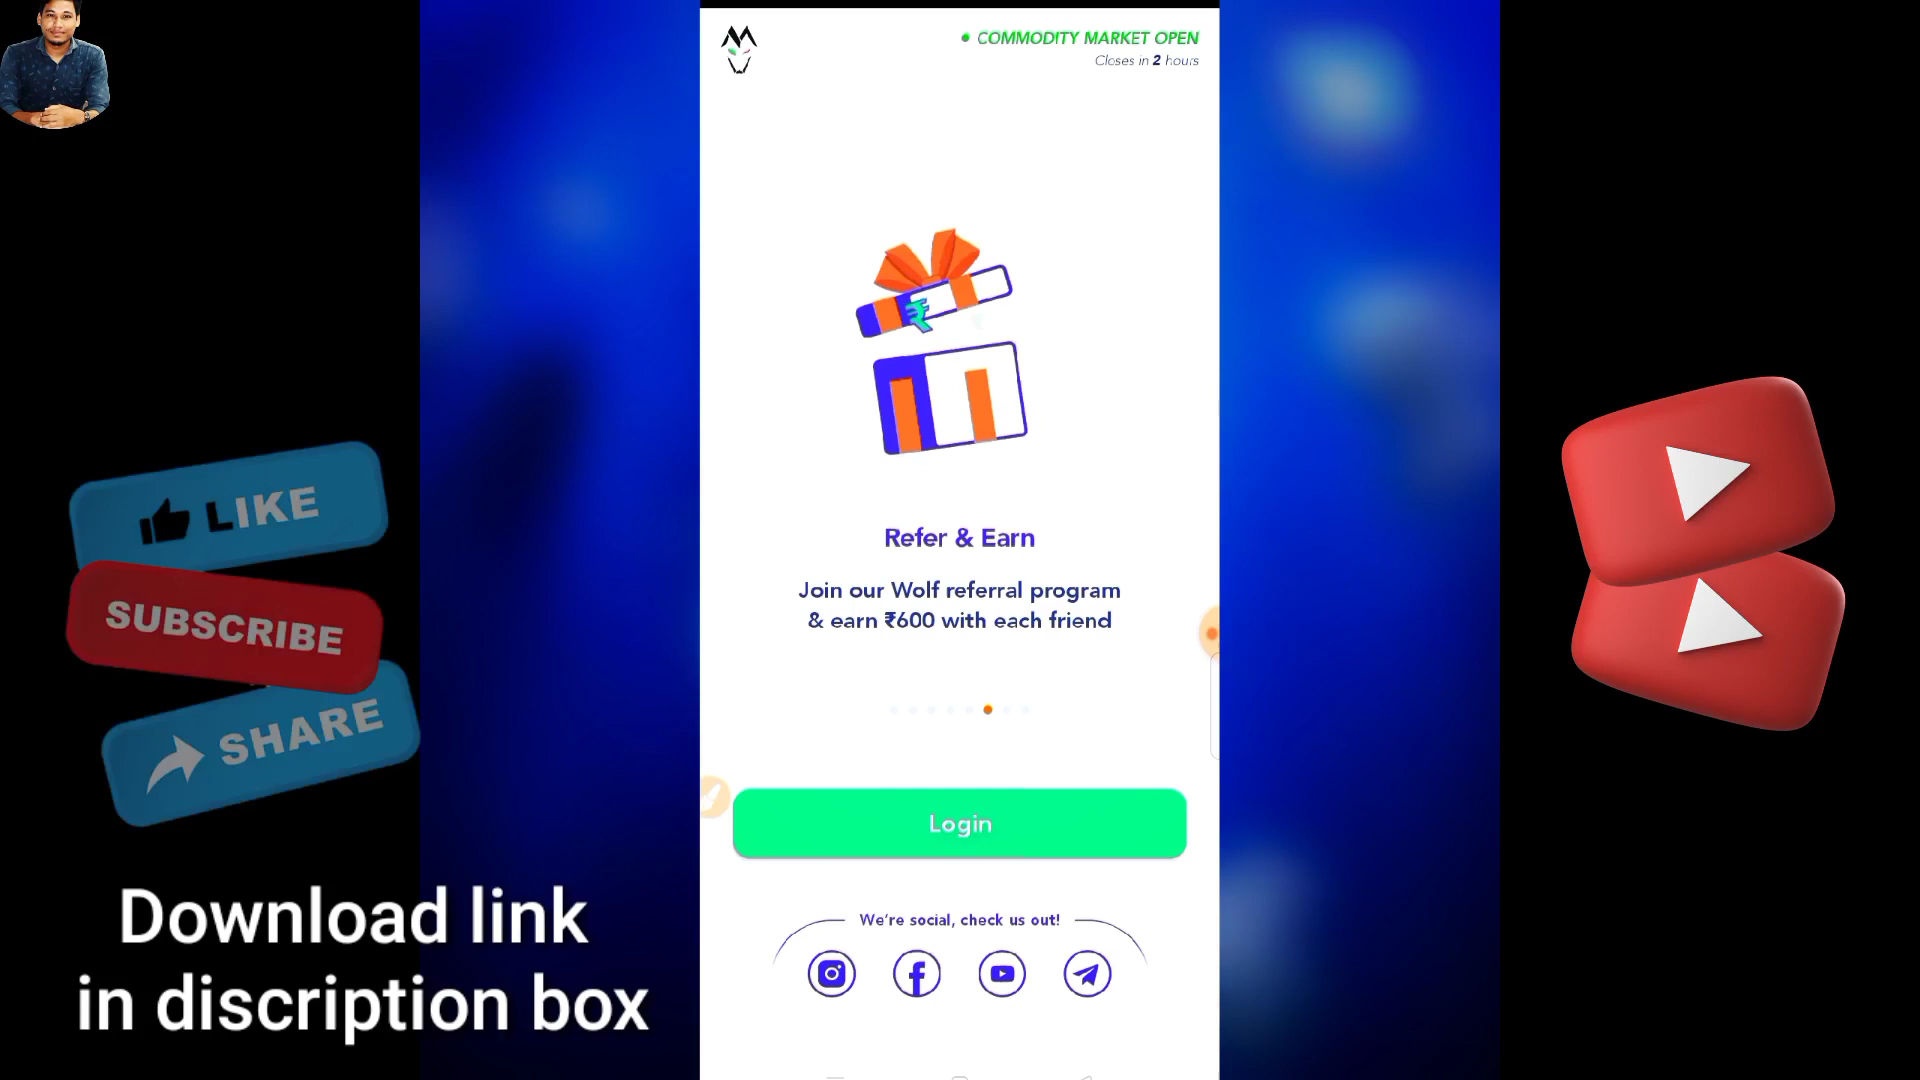 COMMODITY MARKET OPEN
Closes in 2 hours
₹
Refer & Earn
Join our Wolf referral program
& earn ₹600 with each friend
LIKE
SUBSCRIBE
SHARE
Login
We're social, check us out!
Download link
in discription box